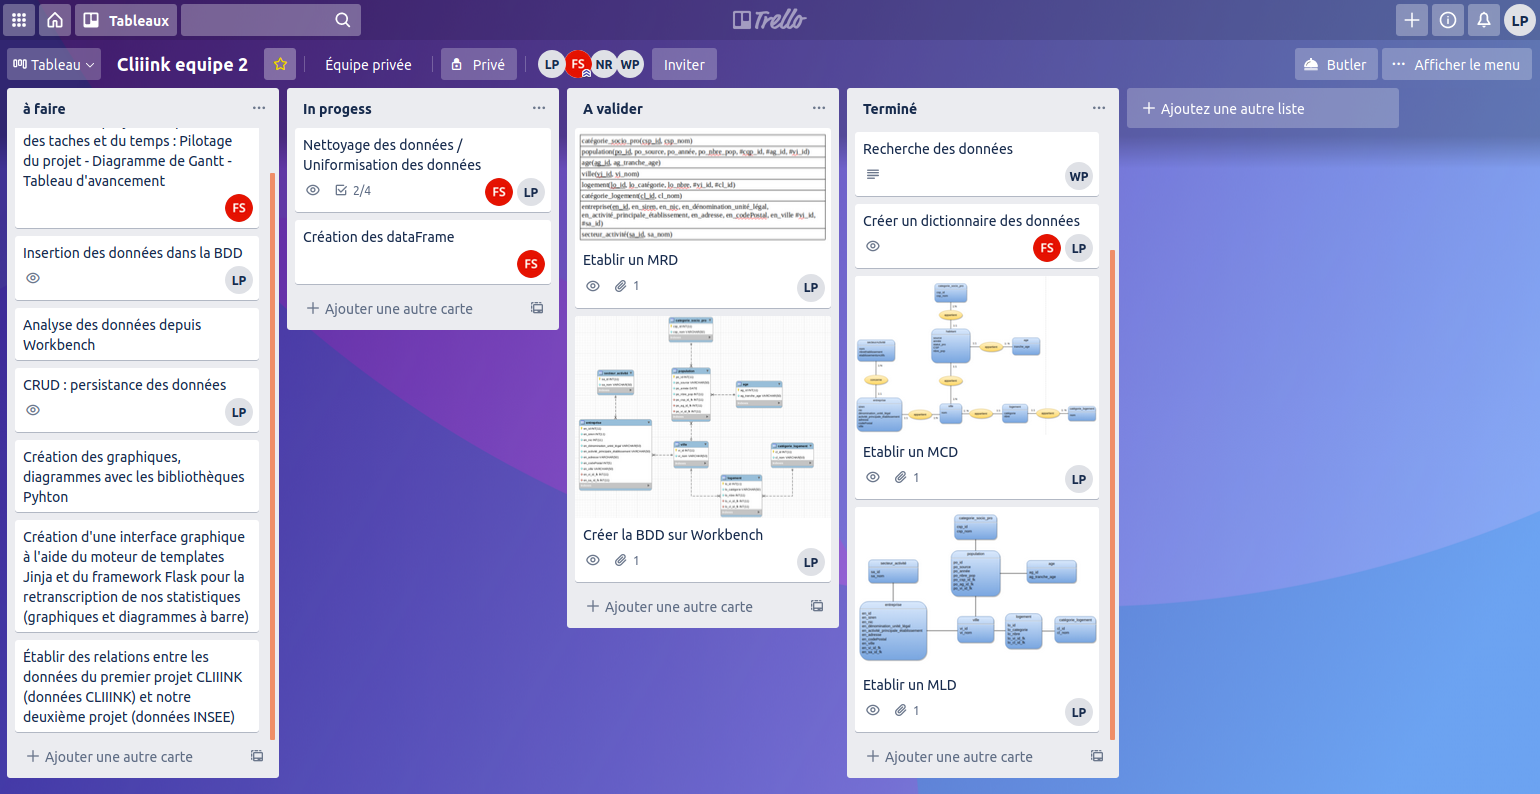 Tableaux
Trello
LP
Tableau
Cliiink equipe 2
Équipe privée
Privé
LP FS NR WP
Inviter
Butler
··· Afficher le menu
à faire
des taches et du temps : Pilotage
du projet - Diagramme de Gantt -
Tableau d'avancement
FS
Insertion des données dans la BDD
LP
Analyse des données depuis
Workbench
CRUD : persistance des données
LP
Création des graphiques,
diagrammes avec les bibliothèques
Pyhton
Création d'une interface graphique
à l'aide du moteur de templates
Jinja et du framework Flask pour la
retranscription de nos statistiques
(graphiques et diagrammes à barre)
Établir des relations entre les
données du premier projet CLIIINK
(données CLIIINK) et notre
deuxième projet (données INSEE)
+ Ajouter une autre carte
In progess
Nettoyage des données /
Uniformisation des données
2/4
FS LP
Création des dataFrame
FS
+ Ajouter une autre carte
A valider
catégorie_socio_pro(csp_id, csp_nom)
population(po_id, po_source, po_année, po_nbre_pop, #csp_id, #ag_id, #vi_id)
age(ag_id, ag_tranche_age)
ville(vi_id, vi_nom)
logement(lo_id, lo_catégorie, lo_nbre, #vi_id, #cl_id)
catégorie_logement(cl_id, cl_nom)
entreprise(en_id, en_siren, en_nic, en_dénomination_unité_légal,
en_activité_principale_établissement, en_adresse, en_codePostal, en_ville #vi_id,
#sa_id)
secteur_activité(sa_id, sa_nom)
Etablir un MRD
1
LP
Créer la BDD sur Workbench
1
LP
+ Ajouter une autre carte
Terminé
Recherche des données
WP
Créer un dictionnaire des données
FS LP
Etablir un MCD
1
LP
categorie_socio_pro
population
secteur_activité
age
entreprise
ville
logement
categorie_logement
Etablir un MLD
1
LP
+ Ajouter une autre carte
+ Ajoutez une autre liste